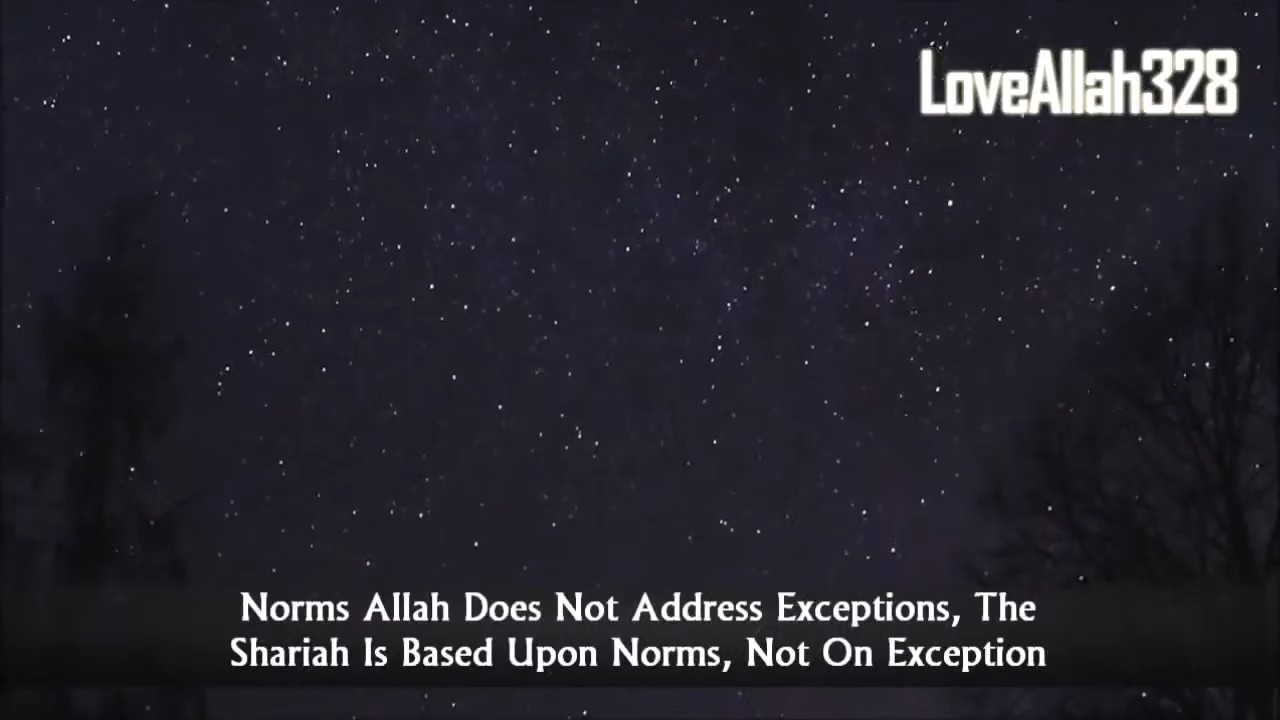 LoveAllah328
Norms Allah Does Not Address Exceptions, The
Shariah Is Based Upon Norms, Not On Exception